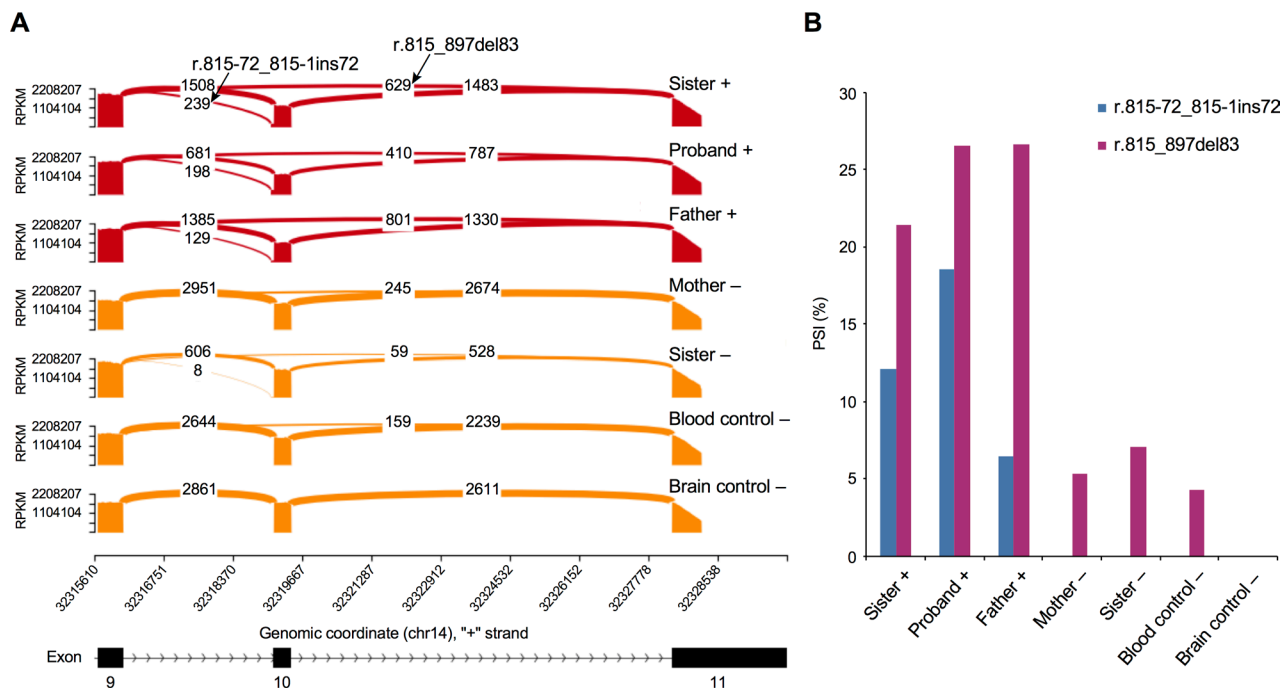 A
r.815_897del83
r.815-72_815-1ins72
RPKM
2208207
1104104
1508
239
629
1483
Sister +
RPKM
2208207
1104104
681
198
410
787
Proband +
RPKM
2208207
1104104
1385
129
801
1330
Father +
RPKM
2208207
1104104
2951
245
2674
Mother –
RPKM
2208207
1104104
606
8
59
528
Sister –
RPKM
2208207
1104104
2644
159
2239
Blood control –
RPKM
2208207
1104104
2861
2611
Brain control –
32315610
32316751
32318370
32319667
32321287
32322912
32324532
32326152
32327778
32328538
Genomic coordinate (chr14), "+" strand
Exon
9
10
11
B
r.815-72_815-1ins72
r.815_897del83
PSI (%)
30
25
20
15
10
5
0
Sister +
Proband +
Father +
Mother –
Sister –
Blood control –
Brain control –